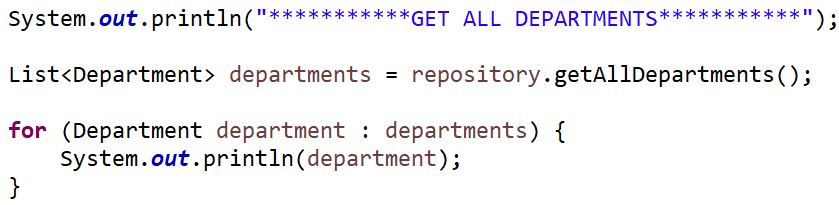 System.out.println("***********GET ALL DEPARTMENTS***********");
List<Department> departments = repository.getAllDepartments();
for (Department department : departments) {
System.out.println(department);
}